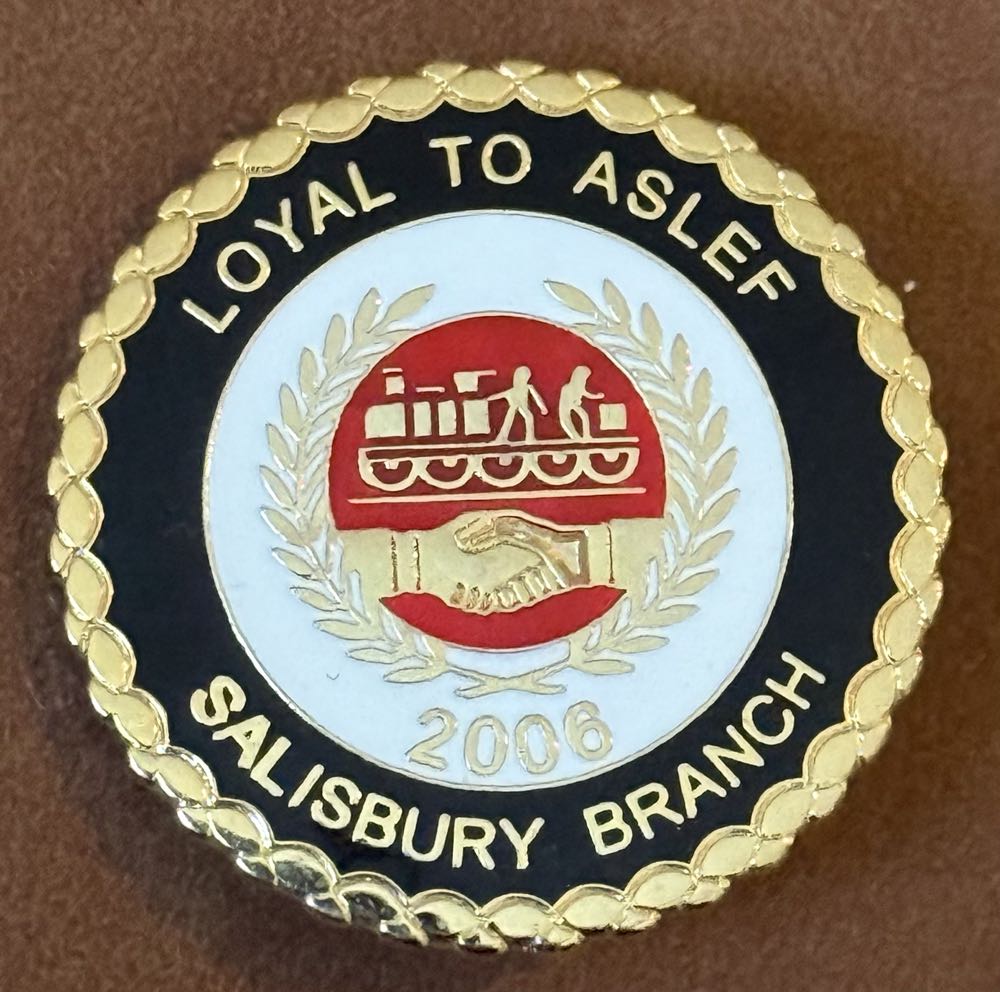 LOYAL TO ASLEF
2006
SALISBURY BRANCH